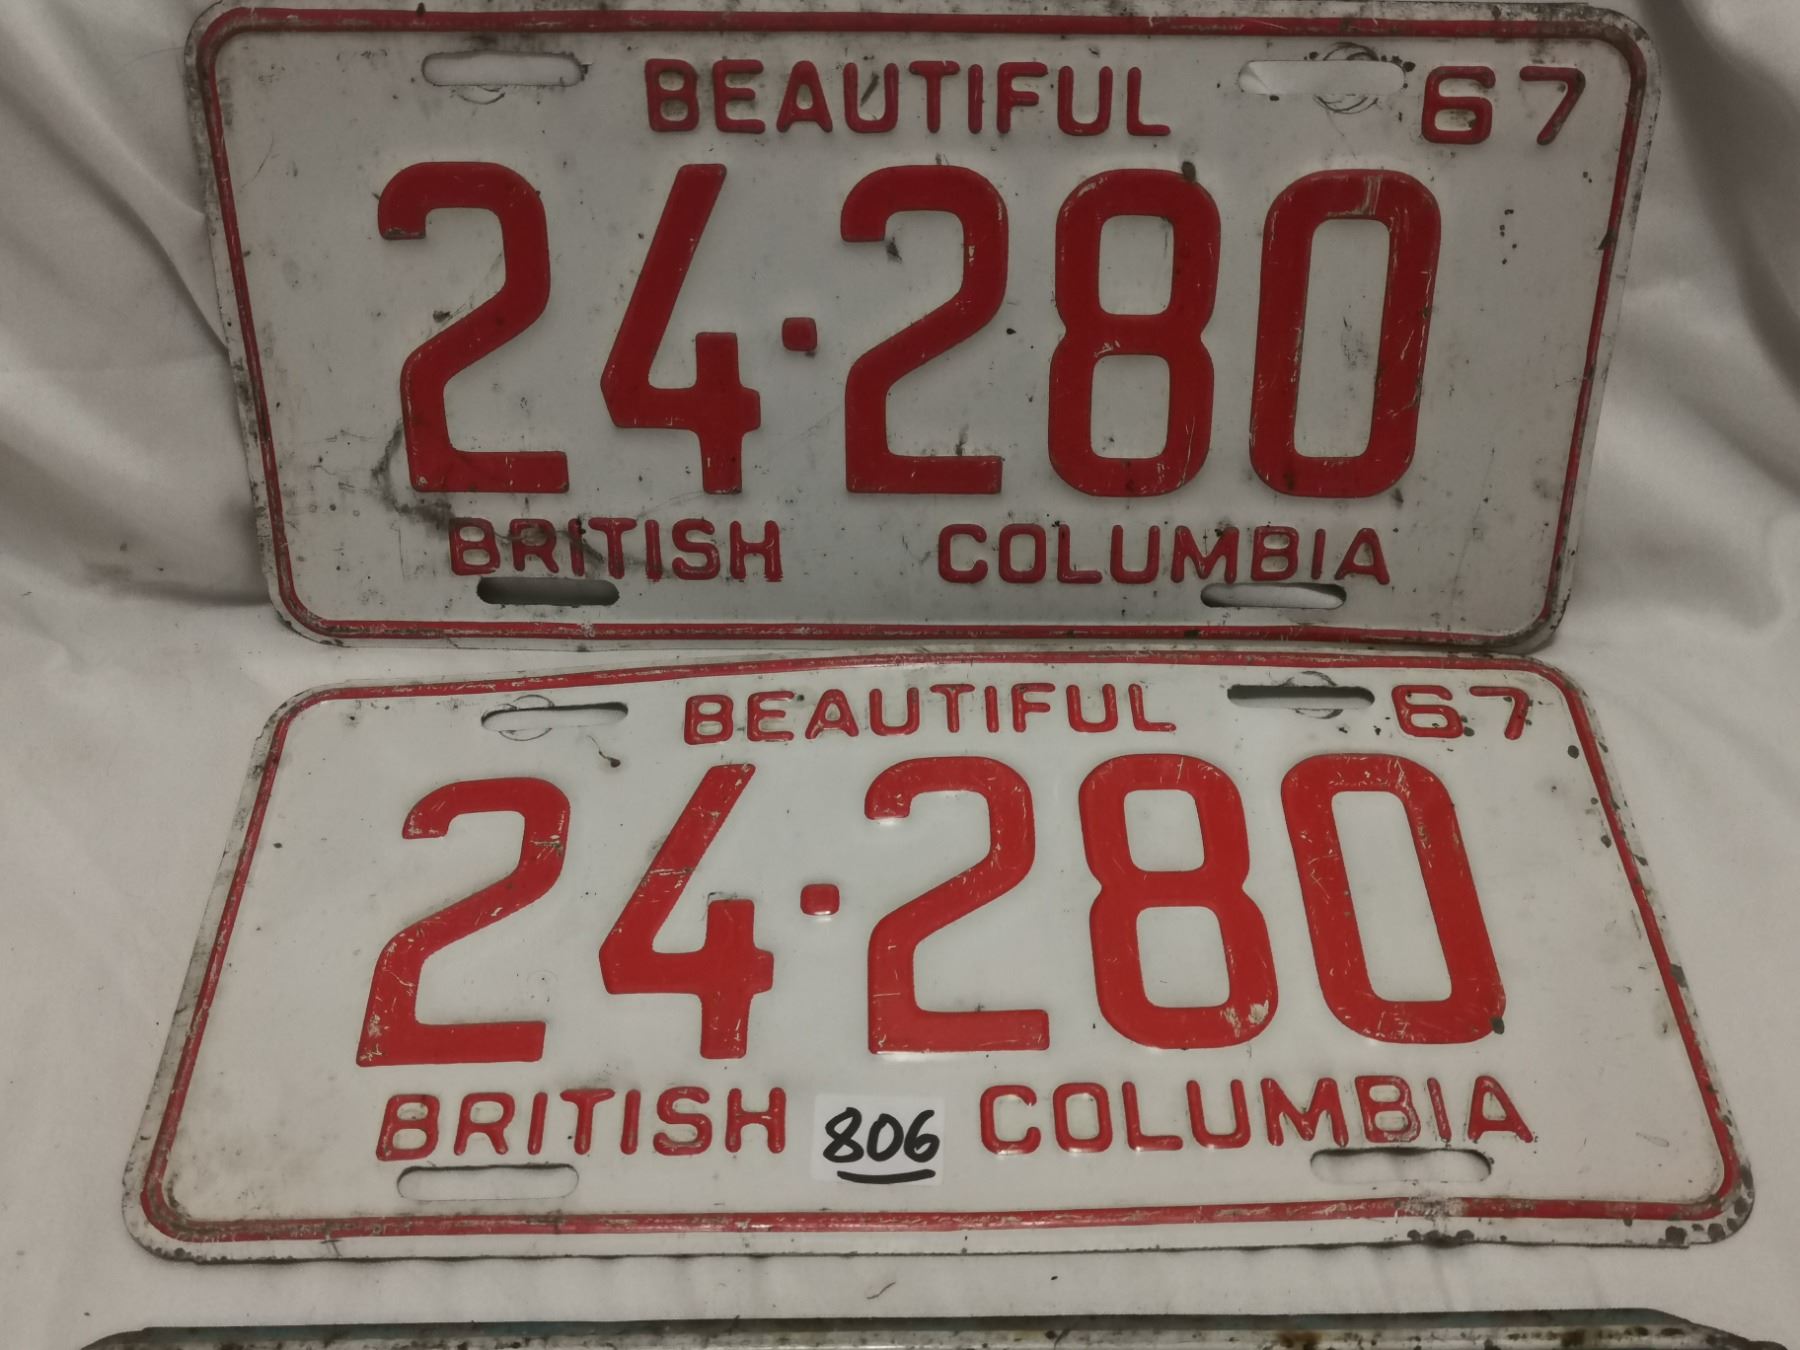 BEAUTIFUL 67
24·280
BRITISH COLUMBIA
BEAUTIFUL 67
24·280
BRITISH 806 COLUMBIA